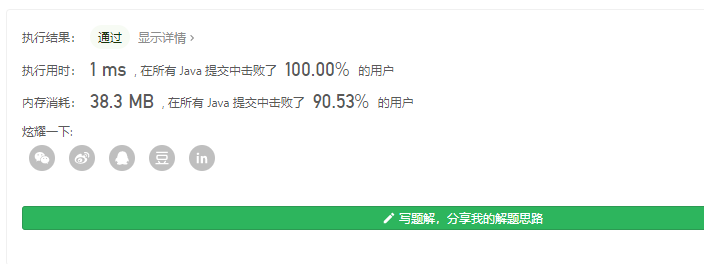 执行结果： 通过 显示详情 >
执行用时： 1 ms , 在所有 Java 提交中击败了 100.00% 的用户
内存消耗： 38.3 MB , 在所有 Java 提交中击败了 90.53% 的用户
炫耀一下:
豆 in
写题解，分享我的解题思路